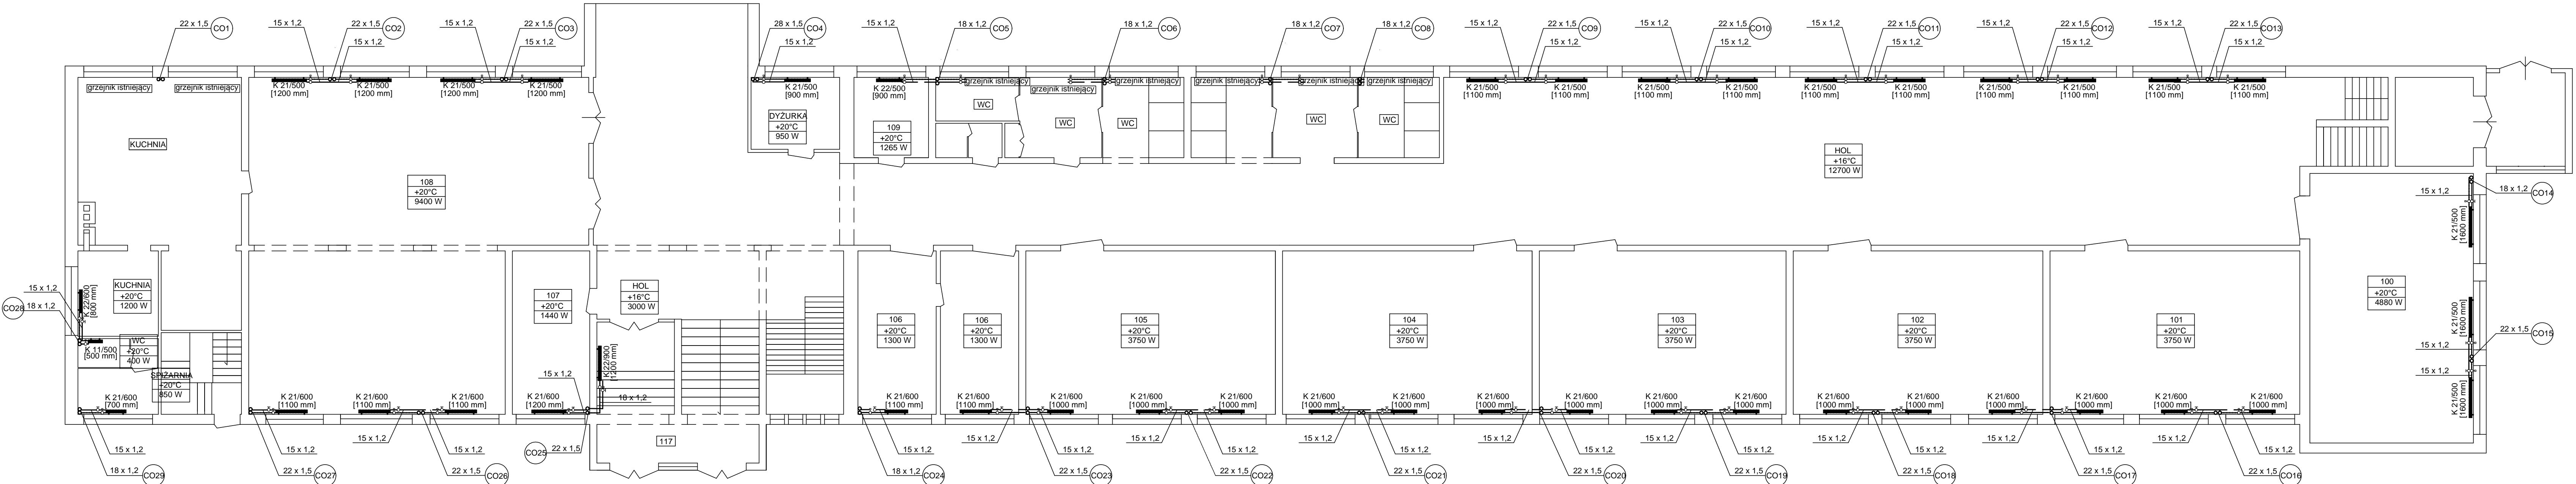 22 x 1,5
CO1
15 x 1,2
22 x 1,5
CO2
15 x 1,2
15 x 1,2
22 x 1,5
CO3
15 x 1,2
28 x 1,5
CO4
15 x 1,2
15 x 1,2
18 x 1,2
CO5
18 x 1,2
CO6
18 x 1,2
CO7
18 x 1,2
CO8
15 x 1,2
22 x 1,5
CO9
15 x 1,2
15 x 1,2
22 x 1,5
CO10
15 x 1,2
15 x 1,2
22 x 1,5
CO11
15 x 1,2
15 x 1,2
22 x 1,5
CO12
15 x 1,2
15 x 1,2
22 x 1,5
CO13
15 x 1,2
grzejnik istniejący
grzejnik istniejący
K 21/500
[1200 mm]
K 21/500
[1200 mm]
K 21/500
[1200 mm]
K 21/500
[1200 mm]
K 21/500
[900 mm]
K 22/500
[900 mm]
grzejnik istniejący
grzejnik istniejący
grzejnik istniejący
grzejnik istniejący
grzejnik istniejący
grzejnik istniejący
K 21/500
[1100 mm]
K 21/500
[1100 mm]
K 21/500
[1100 mm]
K 21/500
[1100 mm]
K 21/500
[1100 mm]
K 21/500
[1100 mm]
K 21/500
[1100 mm]
K 21/500
[1100 mm]
K 21/500
[1100 mm]
K 21/500
[1100 mm]
KUCHNIA
DYŻURKA
+20°C
950 W
109
+20°C
1265 W
WC
WC
WC
WC
WC
HOL
+16°C
12700 W
108
+20°C
9400 W
15 x 1,2
18 x 1,2
CO14
K 21/500
[1600 mm]
100
+20°C
4880 W
K 21/500
[1600 mm]
22 x 1,5
CO15
15 x 1,2
15 x 1,2
K 21/500
[1600 mm]
15 x 1,2
CO28
18 x 1,2
K 22/600
[800 mm]
KUCHNIA
+20°C
1200 W
K 11/500
[500 mm]
WC
+20°C
400 W
SPIŻARNIA
+20°C
850 W
107
+20°C
1440 W
HOL
+16°C
3000 W
K 22/900
[1200 mm]
15 x 1,2
18 x 1,2
106
+20°C
1300 W
106
+20°C
1300 W
105
+20°C
3750 W
104
+20°C
3750 W
103
+20°C
3750 W
102
+20°C
3750 W
101
+20°C
3750 W
K 21/600
[700 mm]
K 21/600
[1100 mm]
K 21/600
[1100 mm]
K 21/600
[1100 mm]
K 21/600
[1200 mm]
K 21/600
[1100 mm]
K 21/600
[1100 mm]
K 21/600
[1000 mm]
K 21/600
[1000 mm]
K 21/600
[1000 mm]
K 21/600
[1000 mm]
K 21/600
[1000 mm]
K 21/600
[1000 mm]
K 21/600
[1000 mm]
K 21/600
[1000 mm]
K 21/600
[1000 mm]
K 21/600
[1000 mm]
K 21/600
[1000 mm]
K 21/600
[1000 mm]
K 21/600
[1000 mm]
K 21/600
[1000 mm]
K 21/600
[1000 mm]
117
15 x 1,2
18 x 1,2
CO29
15 x 1,2
22 x 1,5
CO27
15 x 1,2
15 x 1,2
22 x 1,5
CO26
CO25
22 x 1,5
15 x 1,2
18 x 1,2
CO24
15 x 1,2
15 x 1,2
22 x 1,5
CO23
15 x 1,2
15 x 1,2
22 x 1,5
CO22
15 x 1,2
15 x 1,2
22 x 1,5
CO21
15 x 1,2
15 x 1,2
22 x 1,5
CO20
15 x 1,2
15 x 1,2
22 x 1,5
CO19
15 x 1,2
15 x 1,2
22 x 1,5
CO18
15 x 1,2
15 x 1,2
22 x 1,5
CO17
15 x 1,2
15 x 1,2
22 x 1,5
CO16